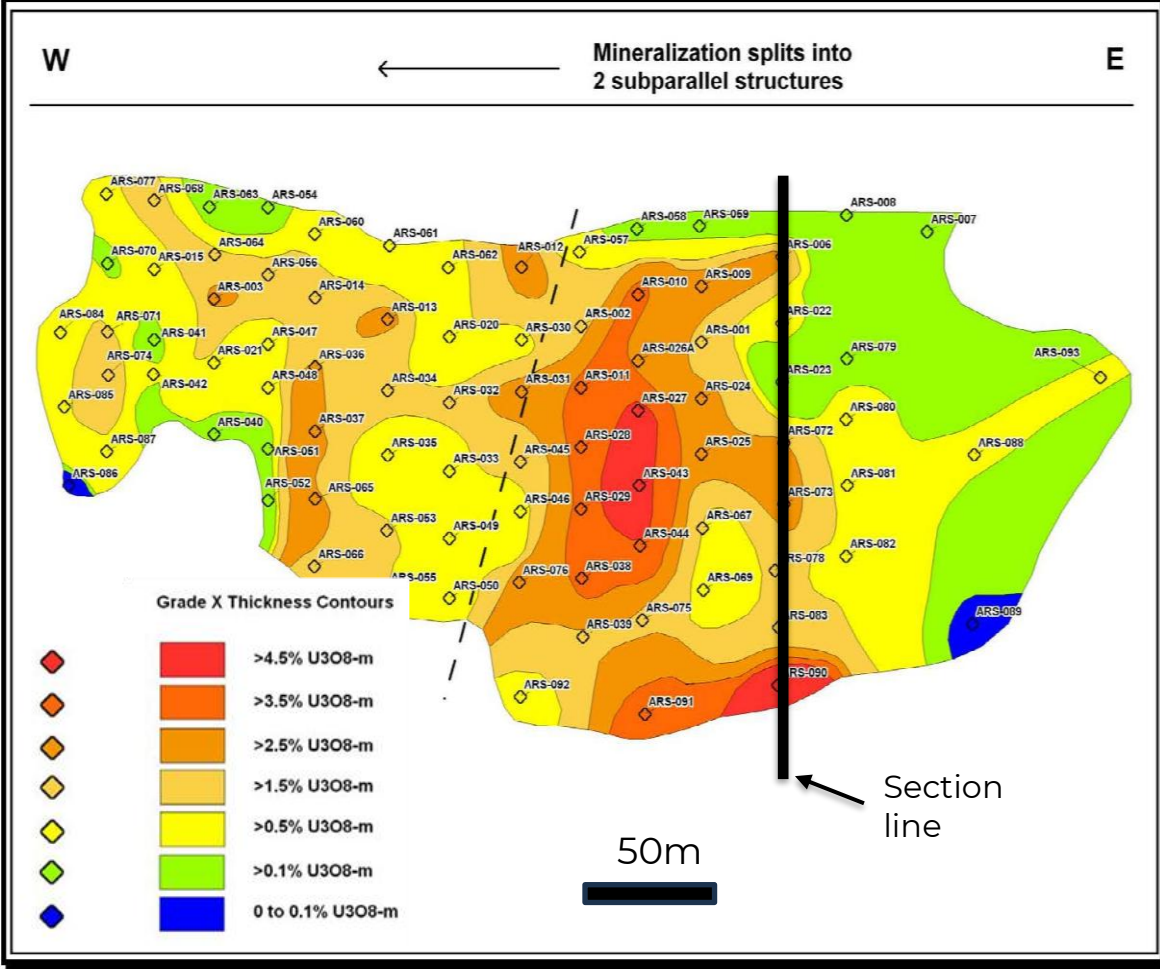 W
Mineralization splits into
2 subparallel structures
E
ARS-077
ARS-068
ARS-063
ARS-054
ARS-060
ARS-061
ARS-058
ARS-059
ARS-008
ARS-007
ARS-070
ARS-015
ARS-064
ARS-056
ARS-062
ARS-012
ARS-057
ARS-006
ARS-003
ARS-014
ARS-013
ARS-010
ARS-009
ARS-084
ARS-071
ARS-041
ARS-047
ARS-020
ARS-030
ARS-002
ARS-001
ARS-022
ARS-074
ARS-021
ARS-036
ARS-026A
ARS-079
ARS-093
ARS-042
ARS-048
ARS-034
ARS-032
ARS-031
ARS-011
ARS-024
ARS-023
ARS-085
ARS-027
ARS-080
ARS-040
ARS-037
ARS-035
ARS-028
ARS-025
ARS-072
ARS-087
ARS-051
ARS-033
ARS-045
ARS-088
ARS-086
ARS-043
ARS-081
ARS-052
ARS-065
ARS-046
ARS-029
ARS-073
ARS-053
ARS-049
ARS-067
ARS-044
ARS-082
ARS-066
ARS-076
ARS-038
ARS-078
ARS-055
ARS-050
ARS-069
ARS-039
ARS-075
ARS-083
ARS-089
ARS-092
ARS-091
RS-090
Grade X Thickness Contours
>4.5% U3O8-m
>3.5% U3O8-m
>2.5% U3O8-m
>1.5% U3O8-m
>0.5% U3O8-m
>0.1% U3O8-m
0 to 0.1% U3O8-m
Section
line
50m